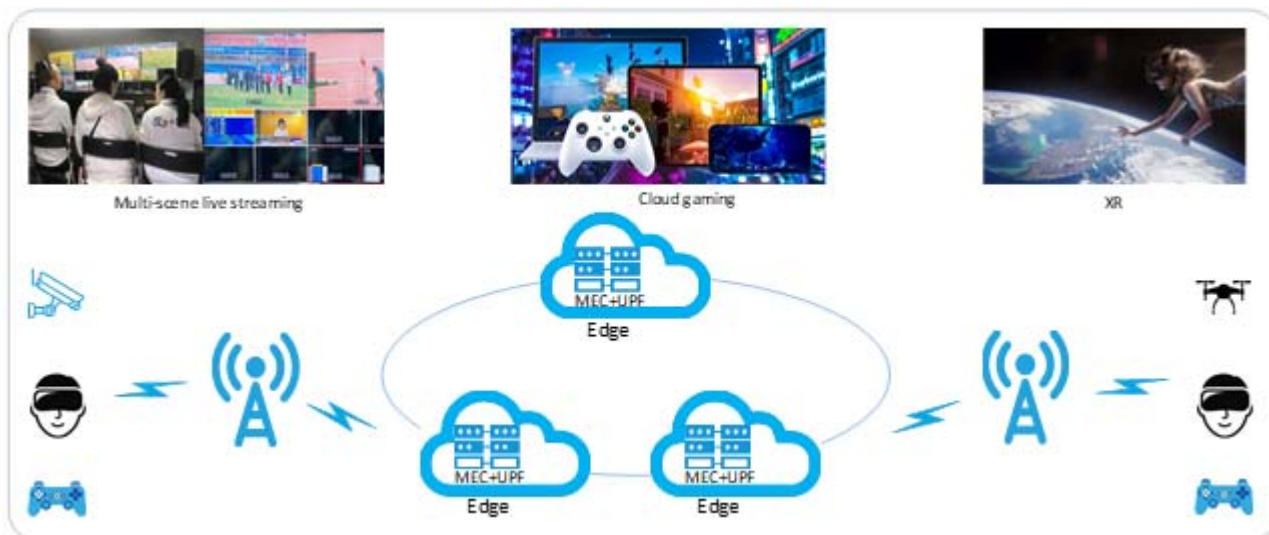 Multi-scene live streaming
Cloud gaming
XR
MEC+UPF
Edge
MEC+UPF
Edge
MEC+UPF
Edge